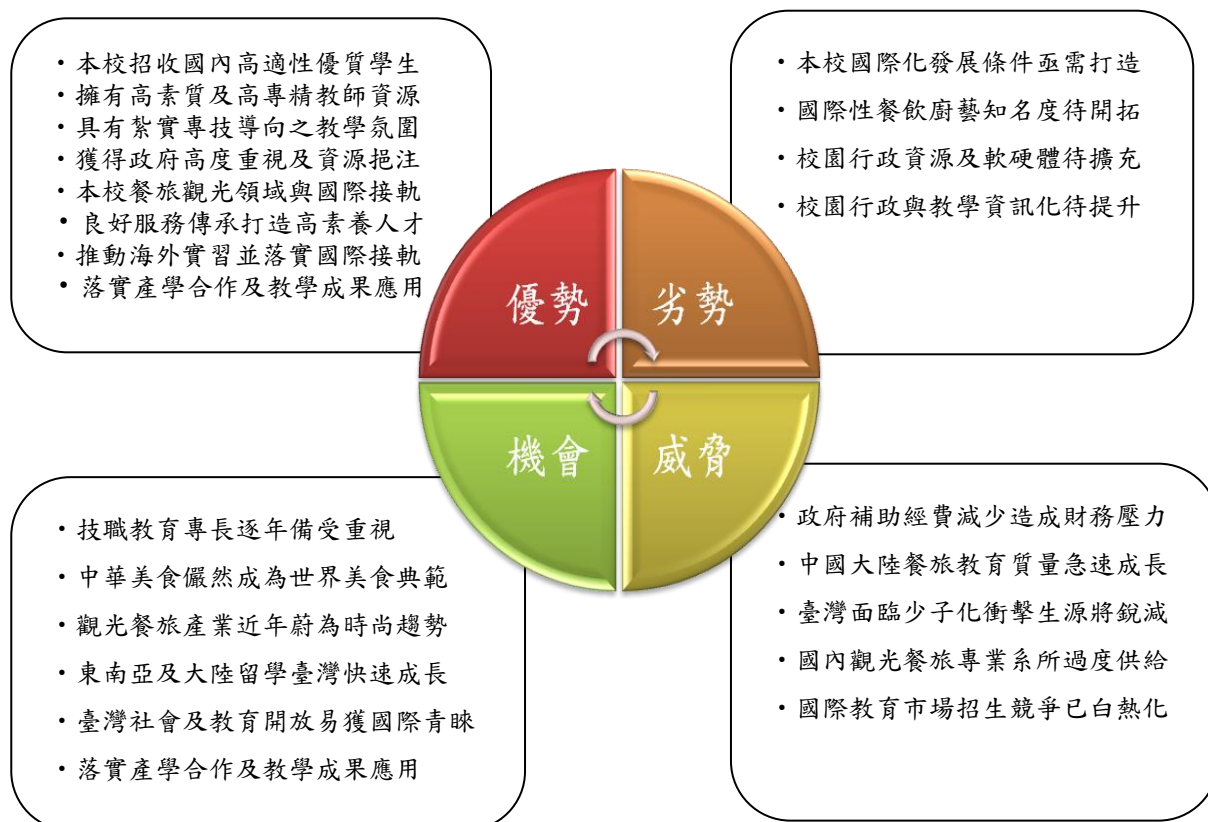 ・本校招收國內高適性優質學生
・擁有高素質及高專精教師資源
・具有紮實專技導向之教學氛圍
・獲得政府高度重視及資源挹注
・本校餐旅觀光領域與國際接軌
・良好服務傳承打造高素養人才
・推動海外實習並落實國際接軌
・落實產學合作及教學成果應用
・本校國際化發展條件亟需打造
・國際性餐飲廚藝知名度待開拓
・校園行政資源及軟硬體待擴充
・校園行政與教學資訊化待提升
優勢
劣勢
機會
威脅
・技職教育專長逐年備受重視
・中華美食儼然成為世界美食典範
・觀光餐旅產業近年蔚為時尚趨勢
・東南亞及大陸留學臺灣快速成長
・臺灣社會及教育開放易獲國際青睞
・落實產學合作及教學成果應用
・政府補助經費減少造成財務壓力
・中國大陸餐旅教育質量急速成長
・臺灣面臨少子化衝擊生源將銳減
・國內觀光餐旅專業系所過度供給
・國際教育市場招生競爭已白熱化